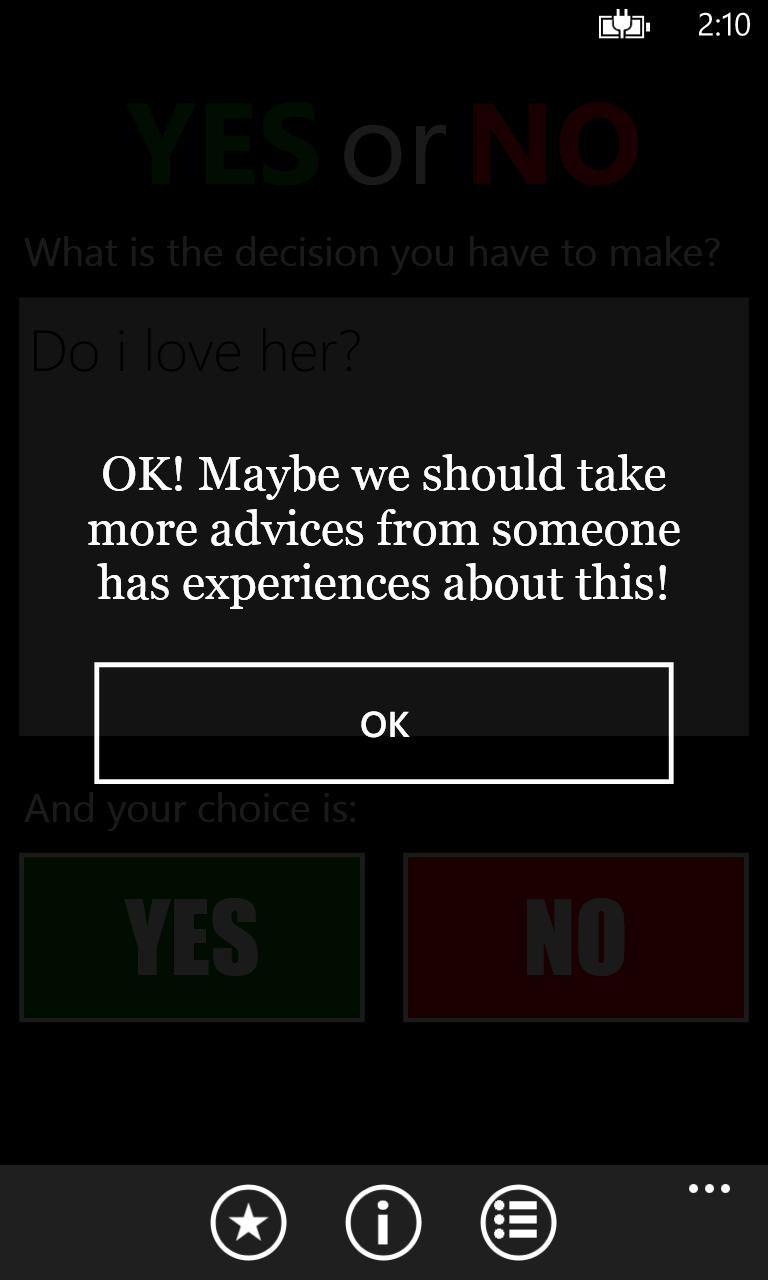 2:10
YES or NO
What is the decision you have to make?
Do i love her?
OK! Maybe we should take
more advices from someone
has experiences about this!
OK
And your choice is:
YES NO